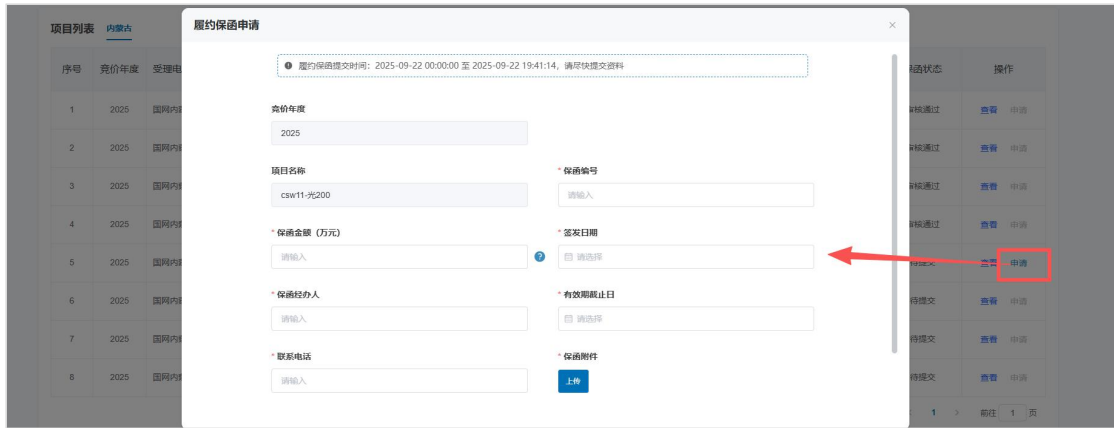 项目列表 内蒙古
履约保函申请 ×
履约保函提交时间：2025-09-22 00:00:00 至 2025-09-22 19:41:14，请尽快提交资料
序号 竞价年度 受理电 函状态 操作
竞价年度
1 2025 国网内 审核通过 查看 申请
2025
2 2025 国网内 审核通过 查看 申请
项目名称 * 保函编号
3 2025 国网内 审核通过 查看 申请
csw11-光200 请输入
4 2025 国网内 审核通过 查看 申请
* 保函金额（万元） * 签发日期
5 2025 国网内 查看 申请
请输入 ? 请选择
* 保函经办人 * 有效期截止日
6 2025 国网内 待提交 查看 申请
请输入 请选择
7 2025 国网内 待提交 查看 申请
* 联系电话 * 保函附件
8 2025 国网内 待提交 查看 申请
请输入 上传
1 > 前往 1 页